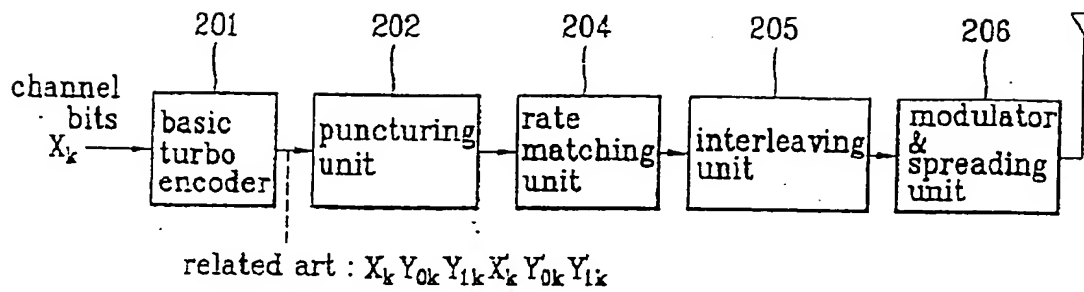 201
202
204
205
206
channel
bits
X_k
basic
turbo
encoder
puncturing
unit
rate
matching
unit
interleaving
unit
modulator
&
spreading
unit
related art : X_k Y_0k Y_1k X'_k Y'_0k Y'_1k